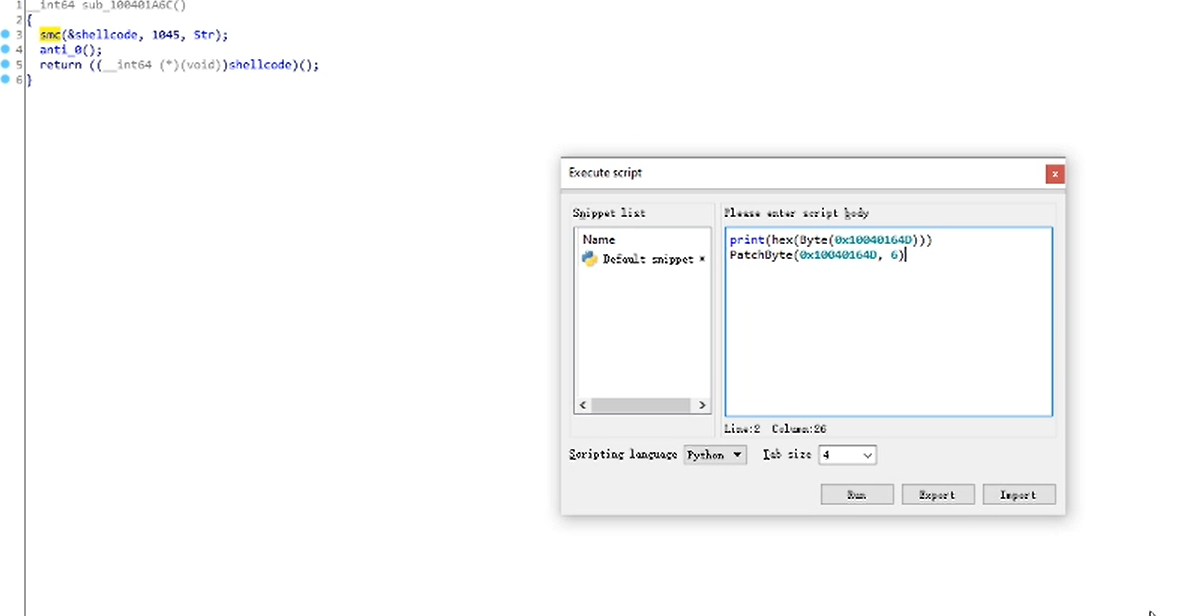 1 __int64 sub_100401A6C()
2 {
3 smc(&shellcode, 1045, Str);
4 anti_0();
5 return ((__int64 (*)(void))shellcode)();
6 }
Execute script
x
Snippet list
Please enter script body
Name
Default snippet *
print(hex(Byte(0x10040164D)))
PatchByte(0x10040164D, 6)
Line:2 Column:26
Scripting language Python Tab size 4
Run Export Import